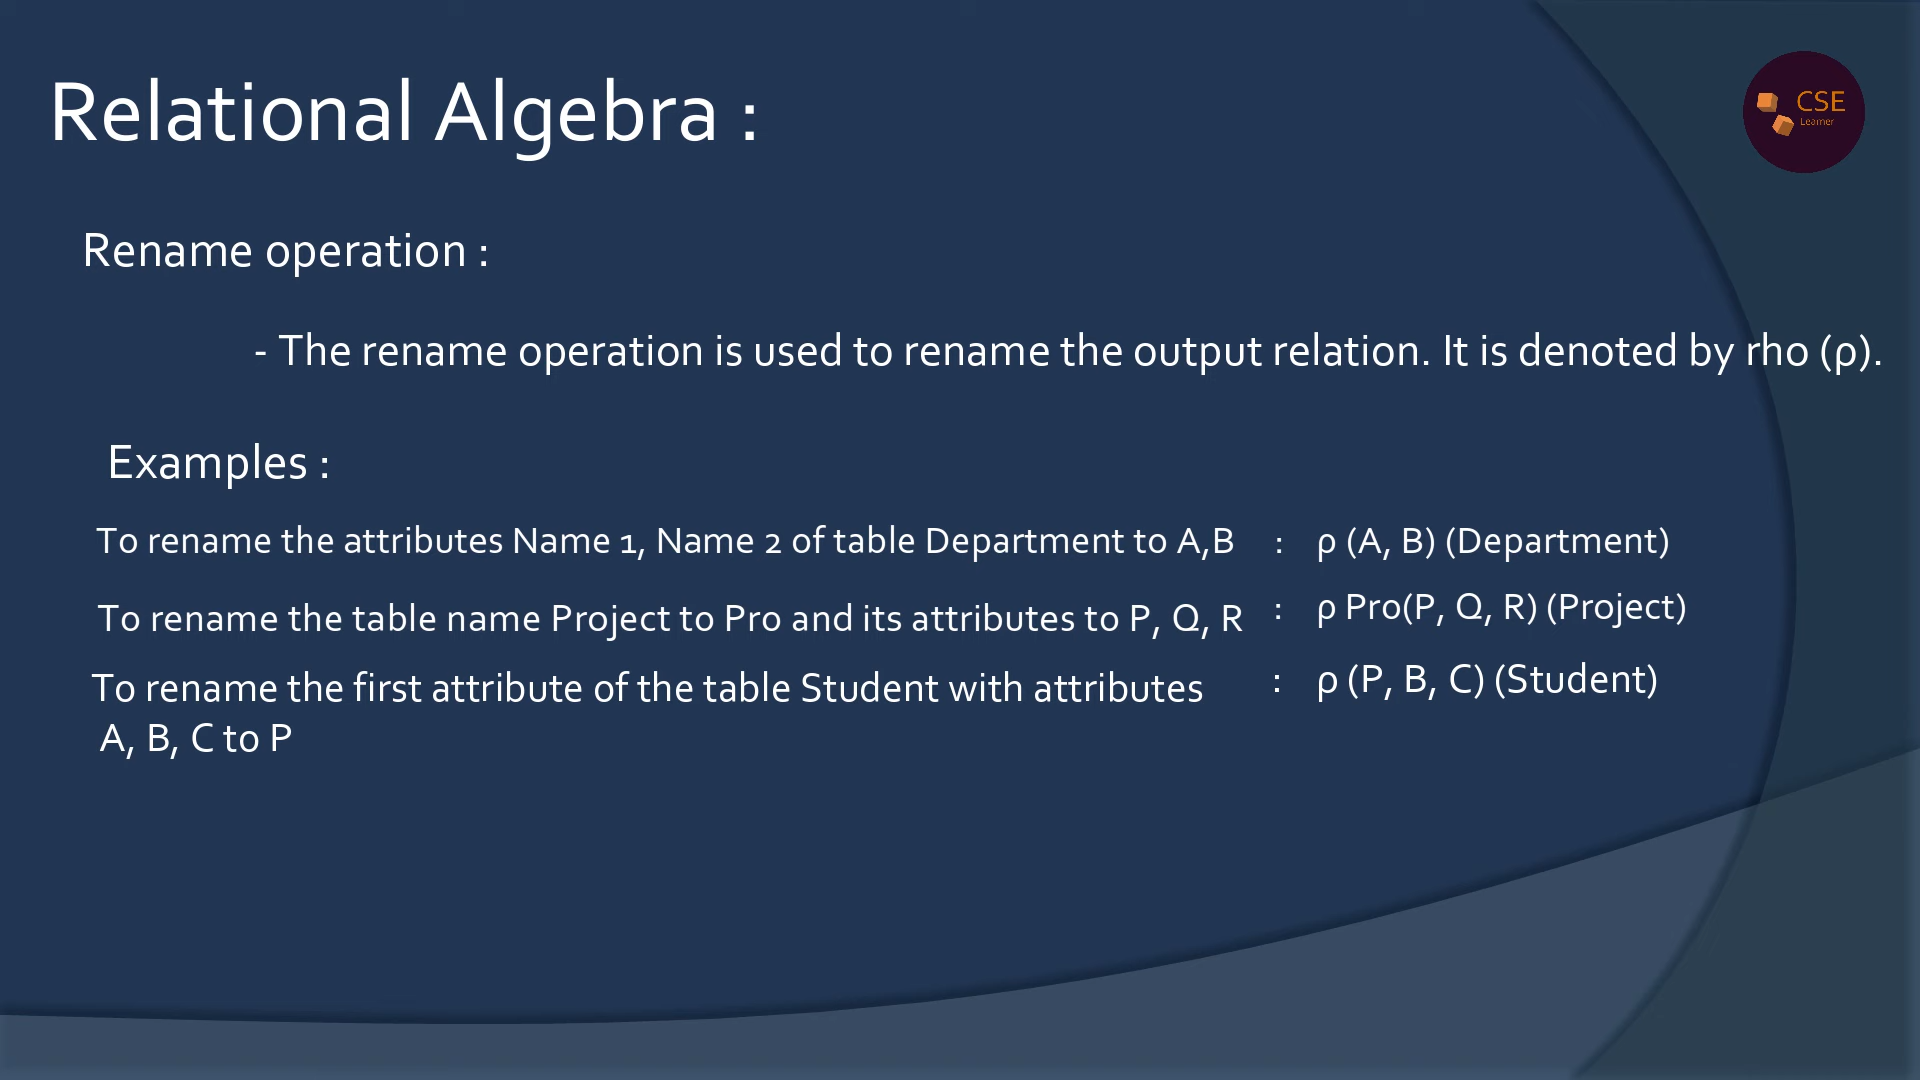 Relational Algebra :
CSE
Learner
Rename operation :
- The rename operation is used to rename the output relation. It is denoted by rho (ρ).
Examples :
To rename the attributes Name 1, Name 2 of table Department to A,B : ρ (A, B) (Department)
To rename the table name Project to Pro and its attributes to P, Q, R : ρ Pro(P, Q, R) (Project)
To rename the first attribute of the table Student with attributes : ρ (P, B, C) (Student)
A, B, C to P